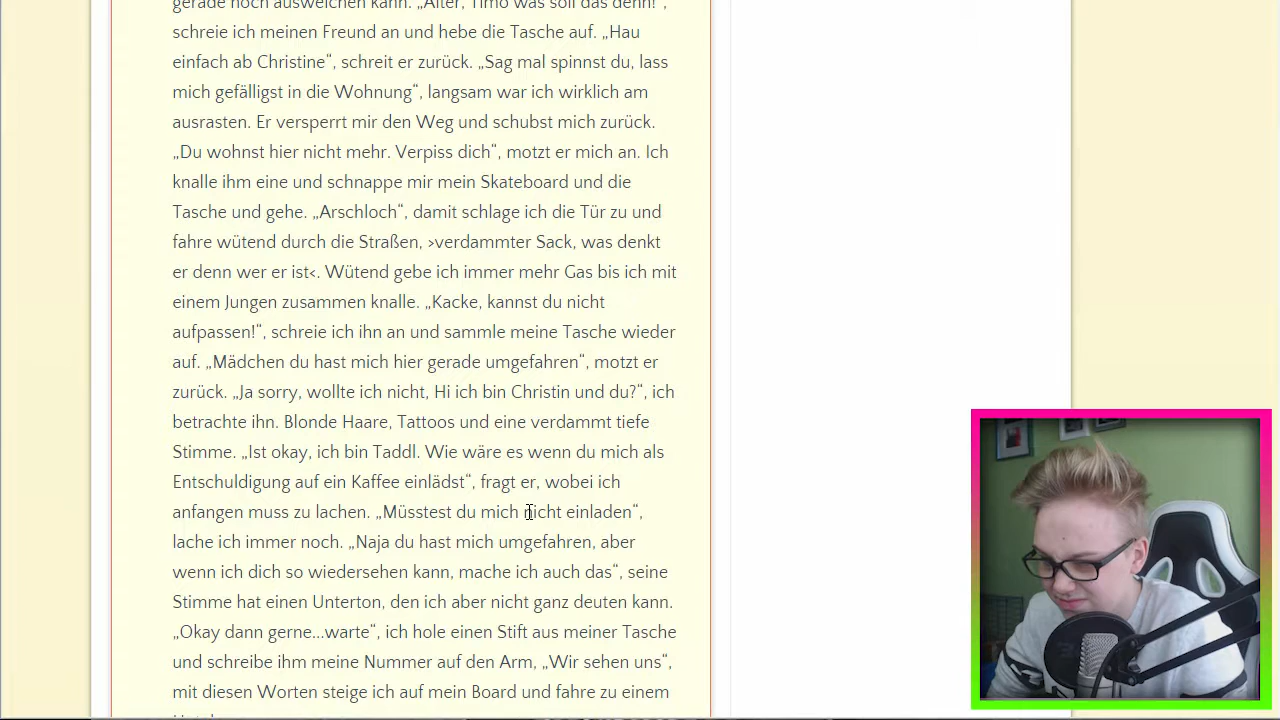 gerade noch ausweichen kann. „Alter, Timo was soll das denn!“,
schreie ich meinen Freund an und hebe die Tasche auf. „Hau
einfach ab Christine“, schreit er zurück. „Sag mal spinnst du, lass
mich gefälligst in die Wohnung“, langsam war ich wirklich am
ausrasten. Er versperrt mir den Weg und schubst mich zurück.
„Du wohnst hier nicht mehr. Verpiss dich“, motzt er mich an. Ich
knalle ihm eine und schnappe mir mein Skateboard und die
Tasche und gehe. „Arschloch“, damit schlage ich die Tür zu und
fahre wütend durch die Straßen, >verdammter Sack, was denkt
er denn wer er ist<. Wütend gebe ich immer mehr Gas bis ich mit
einem Jungen zusammen knalle. „Kacke, kannst du nicht
aufpassen!“, schreie ich ihn an und sammle meine Tasche wieder
auf. „Mädchen du hast mich hier gerade umgefahren“, motzt er
zurück. „Ja sorry, wollte ich nicht, Hi ich bin Christin und du?“, ich
betrachte ihn. Blonde Haare, Tattoos und eine verdammt tiefe
Stimme. „Ist okay, ich bin Taddl. Wie wäre es wenn du mich als
Entschuldigung auf ein Kaffee einlädst“, fragt er, wobei ich
anfangen muss zu lachen. „Müsstest du mich nicht einladen“,
lache ich immer noch. „Naja du hast mich umgefahren, aber
wenn ich dich so wiedersehen kann, mache ich auch das“, seine
Stimme hat einen Unterton, den ich aber nicht ganz deuten kann.
„Okay dann gerne...warte“, ich hole einen Stift aus meiner Tasche
und schreibe ihm meine Nummer auf den Arm, „Wir sehen uns“,
mit diesen Worten steige ich auf mein Board und fahre zu einem